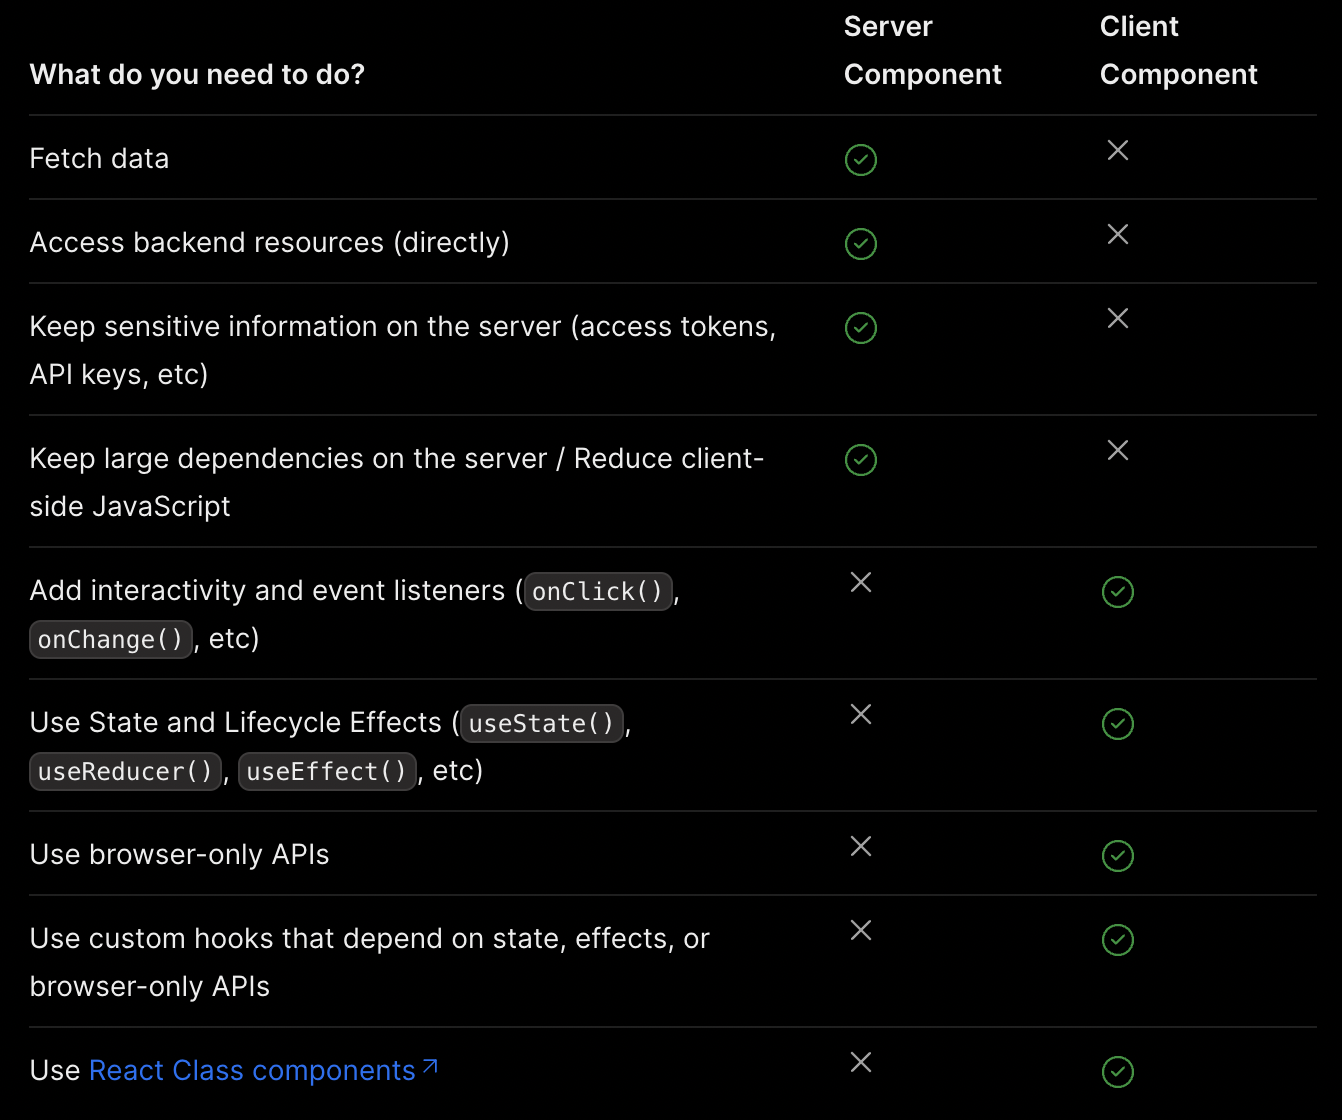 What do you need to do?
Server
Component
Client
Component
Fetch data
Access backend resources (directly)
Keep sensitive information on the server (access tokens,
API keys, etc)
Keep large dependencies on the server / Reduce client-
side JavaScript
Add interactivity and event listeners (onClick(),
onChange(), etc)
Use State and Lifecycle Effects (useState(),
useReducer(), useEffect(), etc)
Use browser-only APIs
Use custom hooks that depend on state, effects, or
browser-only APIs
Use React Class components